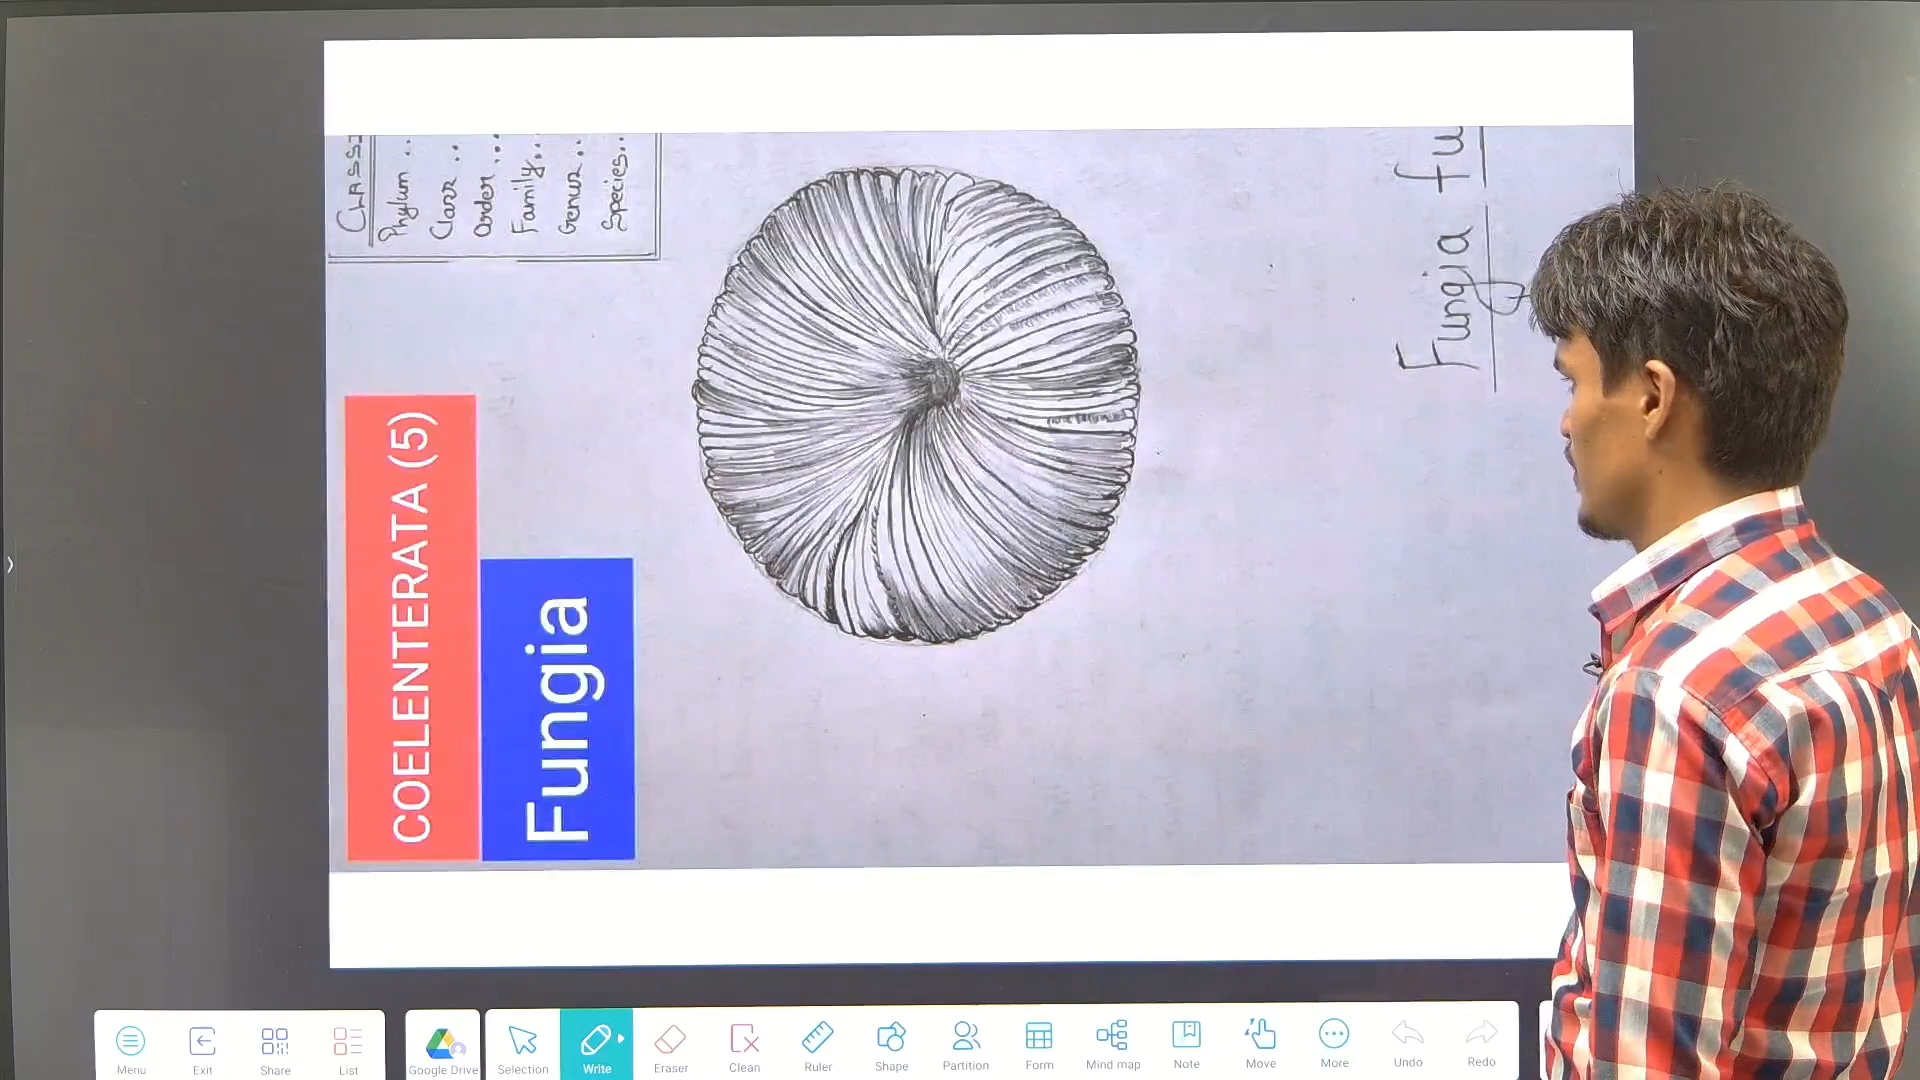 COELENTERATA (5)
Fungia
Phylum ..
Class ..
Order ...
Family...
Genus ..
Species..
Fungia fu
Menu
Exit
Share
List
Google Drive
Selection
Write
Eraser
Clean
Ruler
Shape
Partition
Form
Mind map
Note
Move
More
Undo
Redo